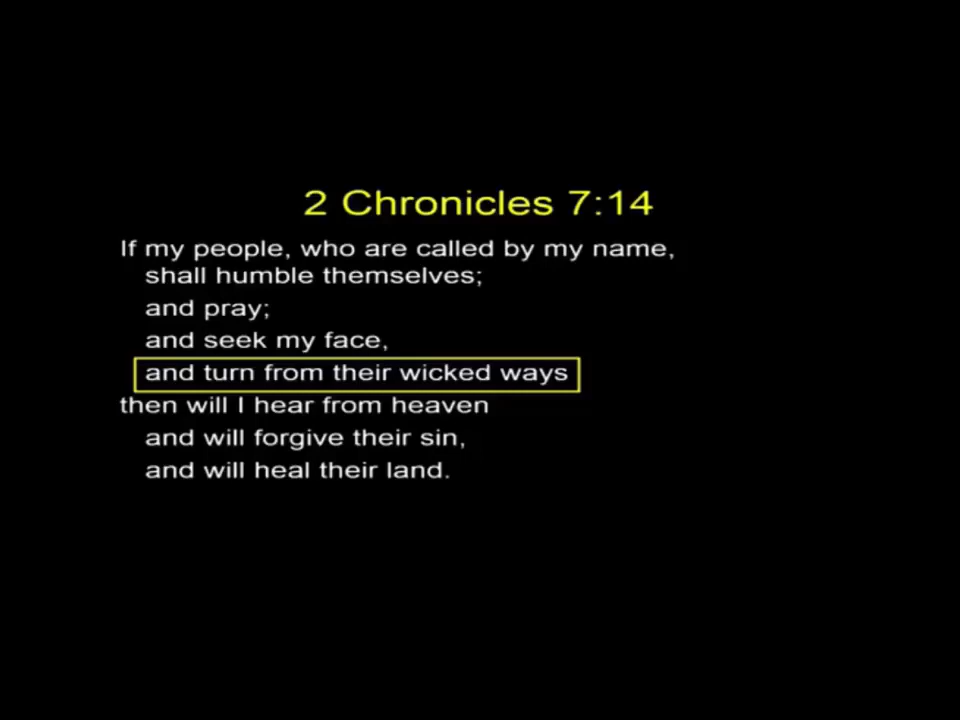 2 Chronicles 7:14
If my people, who are called by my name,
shall humble themselves;
and pray;
and seek my face,
and turn from their wicked ways
then will I hear from heaven
and will forgive their sin,
and will heal their land.